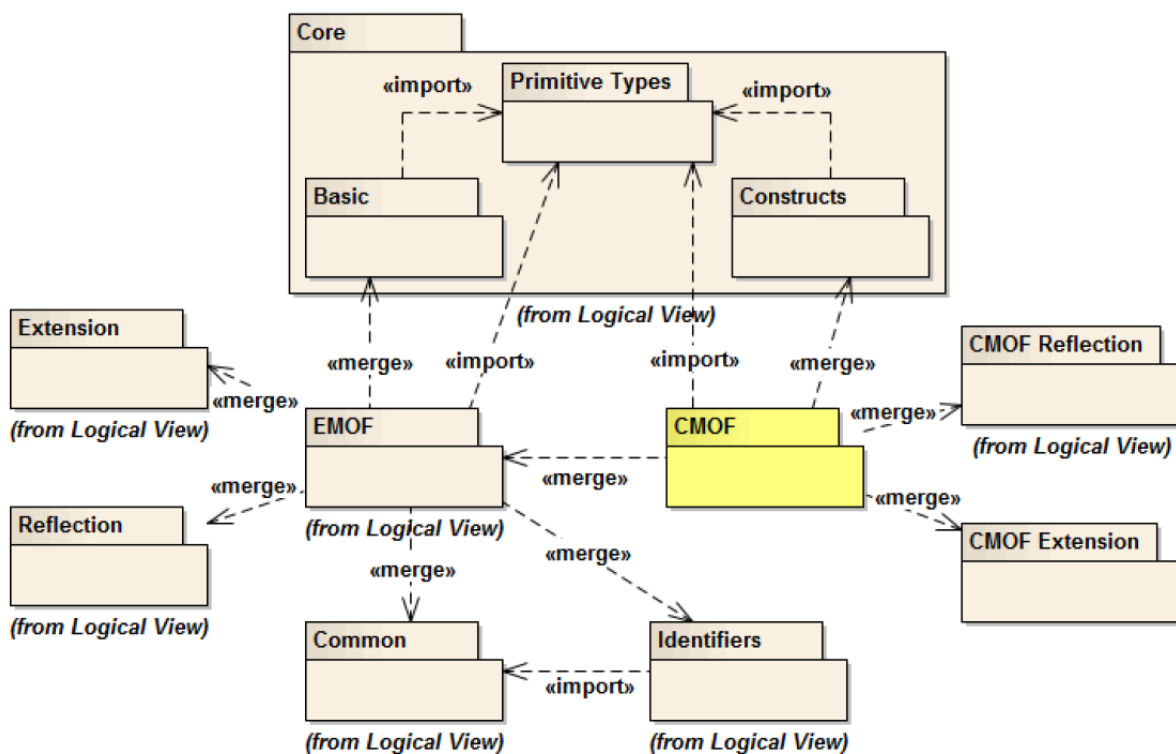 Core
Primitive Types
«import»
«import»
Basic
Constructs
(from Logical View)
Extension
«merge»
«import»
«import»
«merge»
CMOF Reflection
«merge»
(from Logical View)
EMOF
CMOF
«merge»
(from Logical View)
«merge»
«merge»
«merge»
Reflection
(from Logical View)
CMOF Extension
«merge»
«merge»
(from Logical View)
(from Logical View)
Common
Identifiers
«import»
(from Logical View)
(from Logical View)